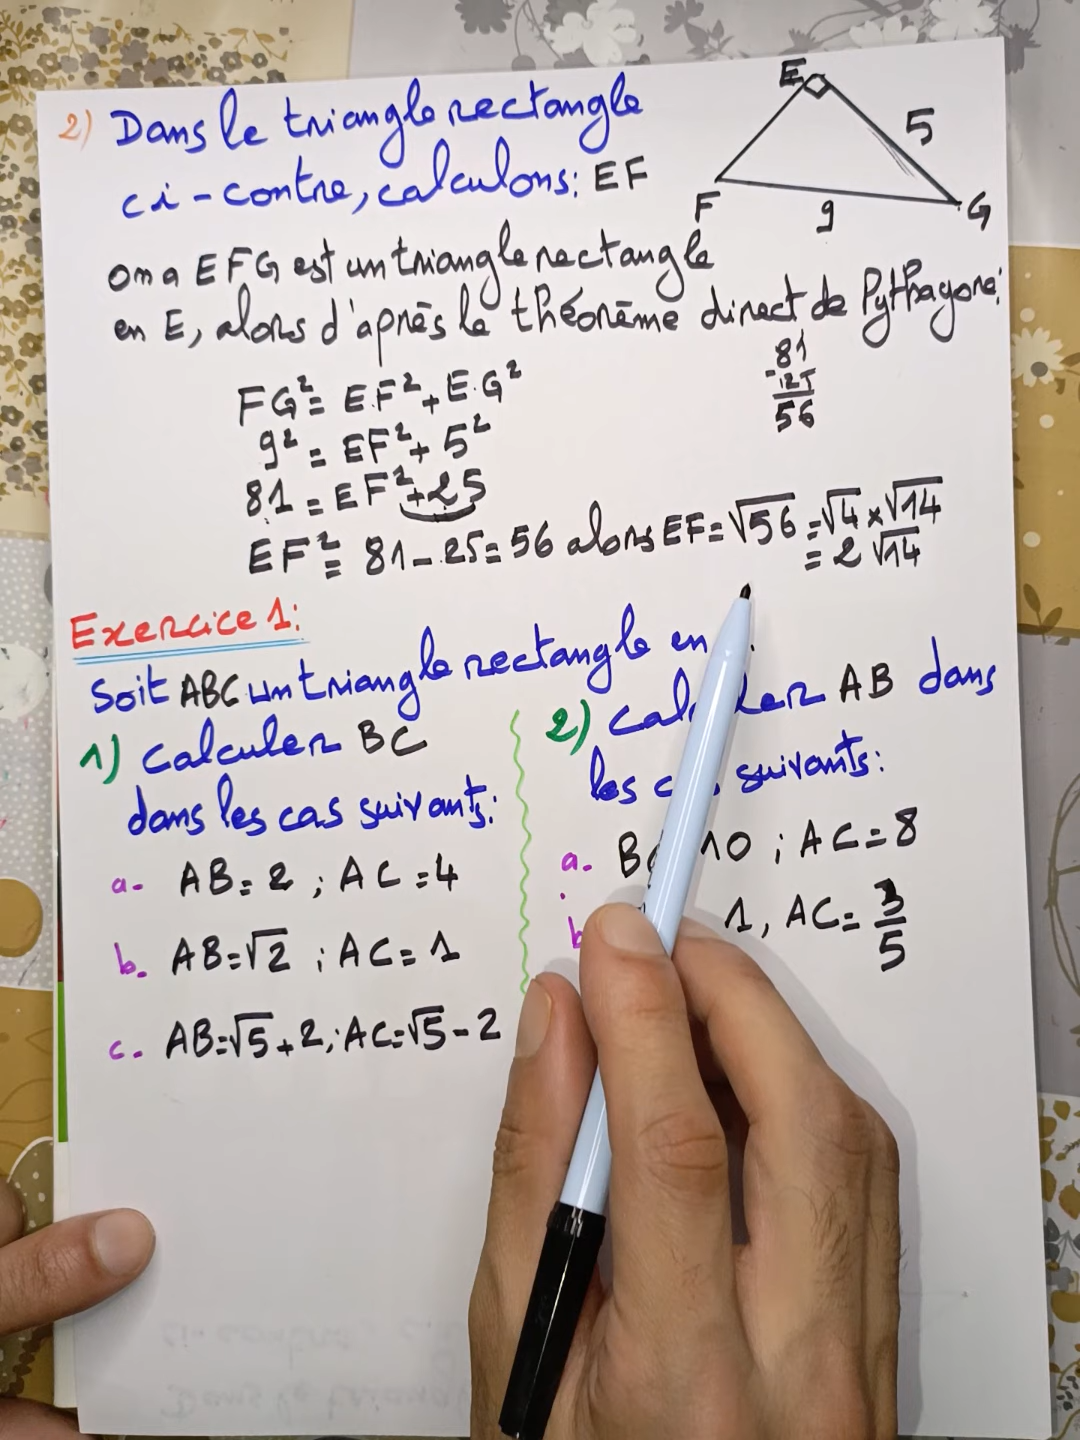 2) Dans le triangle rectangle
ci-contre, calculons: EF
E
5
F
9
G
on a EFG est un triangle rectangle
en E, alors d'après le théorème direct de Pythagore:
FG² = EF² + EG²
9² = EF² + 5²
81 = EF² + 25
EF² = 81 - 25 = 56 alors EF = √56 = √4 × √14
= 2√14
81
- 25
56
Exercice 1:
Soit ABC un triangle rectangle en
1) Calculer BC
dans les cas suivants:
a- AB = 2 ; AC = 4
b. AB = √2 ; AC = 1
c. AB = √5 + 2 ; AC = √5 - 2
2) calculer AB dans
les suivants:
a. 10 ; AC = 8
b 1, AC = 3/5